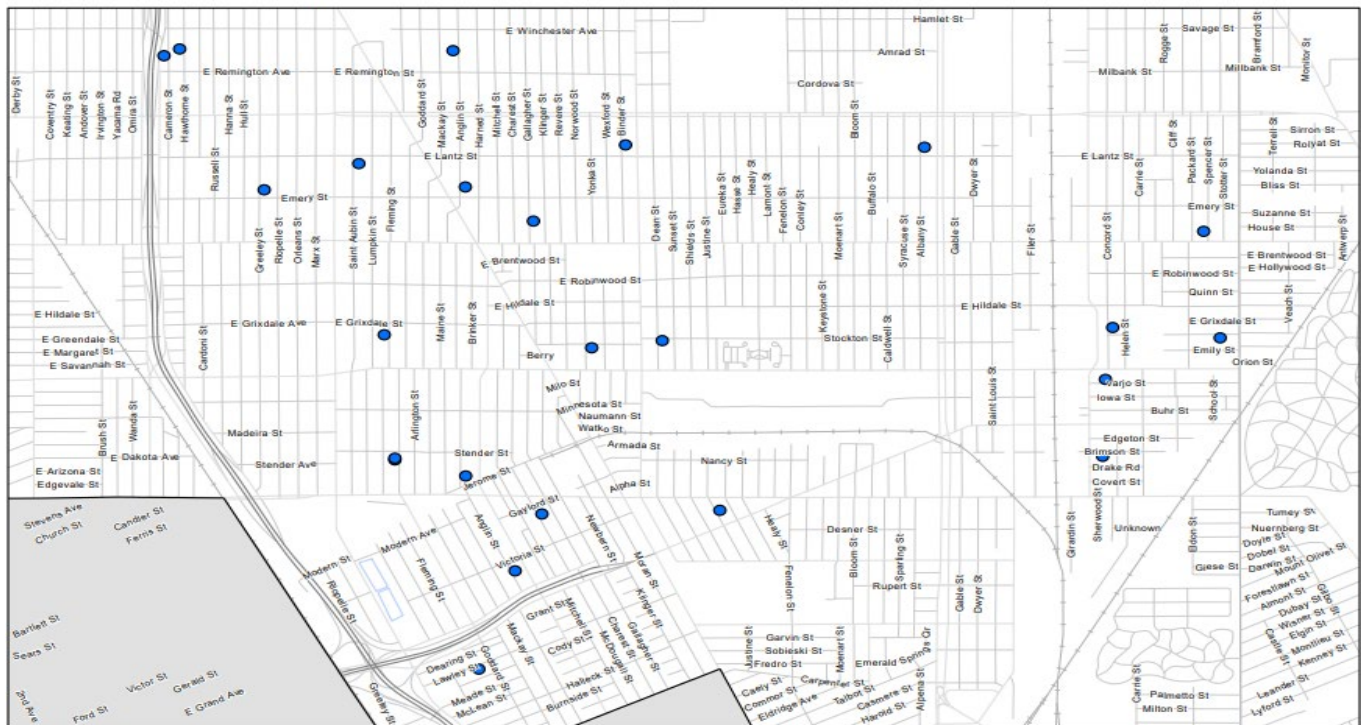 Hamlet St
E Winchester Ave
Savage St
Bramford St
Rogge St
Amrad St
Monitor St
E Remington Ave
E Remington St
Cordova St
Milbank St
Millbank St
Derby St
Coventry St
Keating St
Andover St
Irvington St
Yacama Rd
Omira St
Cameron St
Hawthorne St
Hanna St
Hull St
Goddard St
Mackay St
Anglin St
Harned St
Mitchell St
Charest St
Gallagher St
Klinger St
Revere St
Norwood St
Wexford St
Binder St
Bloom St
Cliff St
Terrell St
Sirron St
Rolyat St
Russell St
E Lantz St
E Lantz St
Carrie St
Packard St
Spencer St
Stotter St
Yolanda St
Bliss St
Emery St
Fleming St
Yonka St
Eureka St
Hasse St
Healy St
Lamont St
Fenelon St
Conley St
Buffalo St
Dwyer St
Emery St
Suzanne St
House St
Greeley St
Riopelle St
Orleans St
Marx St
Saint Aubin St
Lumpkin St
Dean St
Sunset St
Shields St
Justine St
Moenart St
Syracuse St
Albany St
Gable St
Filer St
Concord St
Antwerp St
E Brentwood St
E Brentwood St
E Hollywood St
E Robinwood St
E Robinwood St
Quinn St
Veach St
E Hildale St
E Hildale St
E Hildale St
E Grixdale Ave
E Grixdale St
Maine St
Brinker St
Keystone St
E Grixdale St
E Greendale St
E Margaret St
E Savannah St
Cardoni St
Berry
Stockton St
Caldwell St
Helen St
Emily St
Orion St
Milo St
Minnesota St
Naumann St
Watko St
Saint Louis St
Varjo St
Iowa St
Buhr St
School St
Brush St
Wanda St
Madeira St
Arlington St
Armada St
Edgeton St
Brimson St
E Dakota Ave
Stender Ave
Stender St
Nancy St
Drake Rd
Covert St
E Arizona St
Edgevale St
Jerome St
Alpha St
Stevens Ave
Church St
Candler St
Ferris St
Gaylord St
Newbern St
Healy St
Desner St
Girardin St
Sherwood St
Unknown
Eldon St
Turney St
Nuernberg St
Doyle St
Dobel St
Darwin St
Mount Olivet St
Modern St
Modern Ave
Anglin St
Victoria St
Fleming St
Moran St
Fenelon St
Bloom St
Sparling St
Rupert St
Gable St
Dwyer St
Giese St
Forestlawn St
Almont St
Dubay St
Wisner St
Elgin St
Montlieu St
Kenney St
Gilbo St
Castle St
Riopelle St
Grant St
Mitchell St
Klinger St
Charest St
Gallagher St
McDougall St
Cody St
Mackay St
Bartlett St
Sears St
Dearing St
Lawley St
Goddard St
Halleck St
Burnside St
Meade St
McLean St
Justine St
Garvin St
Sobieski St
Fredro St
Moenart St
Emerald Springs Dr
Carpenter St
Victor St
Gerald St
E Grand Ave
2nd Ave
Ford St
Greeley St
Caely St
Commor St
Eldridge Ave
Talbot St
Casmere St
Harold St
Alpena St
Carrie St
Palmetto St
Milton St
Leander St
Lyford St